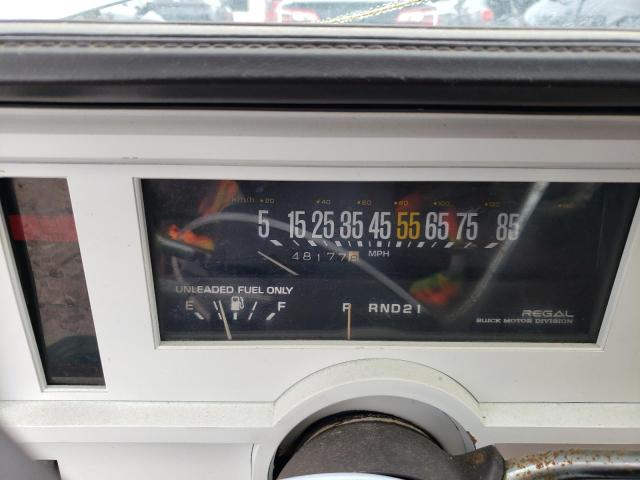 km/h 20 40 60 80 100 120 140
5 15 25 35 45 55 65 75 85
48177 MPH
UNLEADED FUEL ONLY
E F P RND21
REGAL
BUICK MOTOR DIVISION